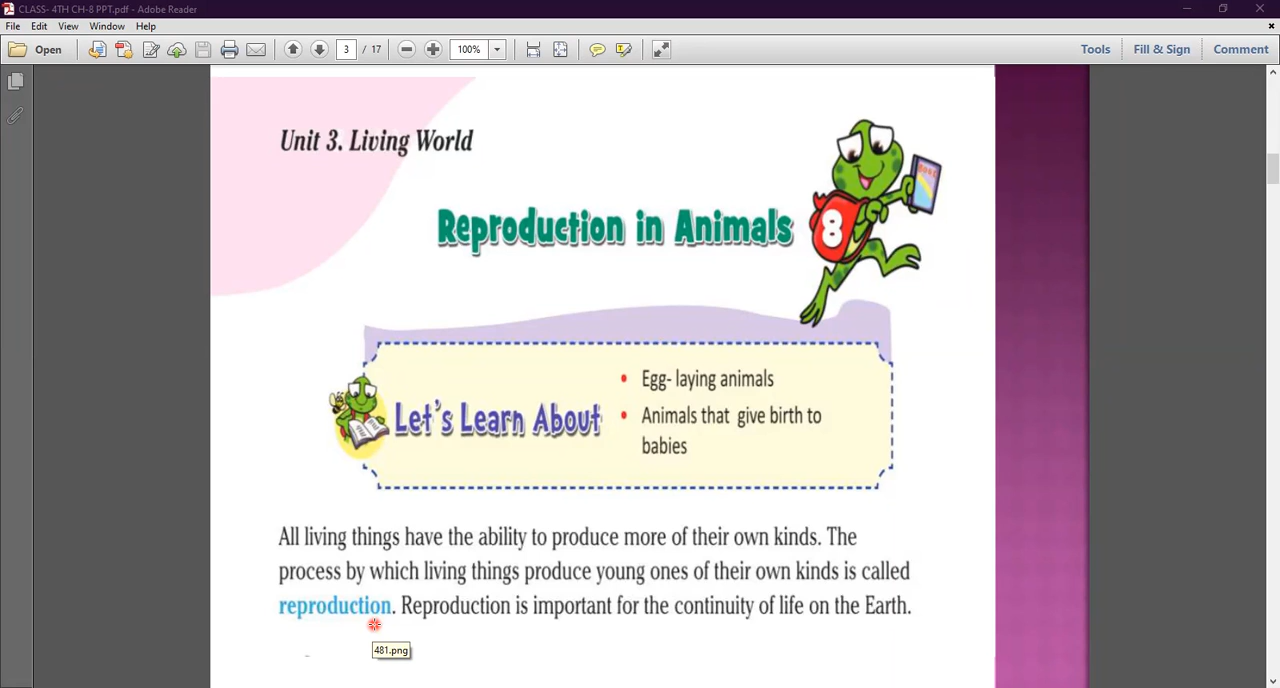 CLASS- 4TH CH-8 PPT.pdf - Adobe Reader
File Edit View Window Help
Open 3 / 17 100% Tools Fill & Sign Comment
Unit 3. Living World
Reproduction in Animals
8
BOOK
Let's Learn About
• Egg- laying animals
• Animals that give birth to
babies
All living things have the ability to produce more of their own kinds. The
process by which living things produce young ones of their own kinds is called
reproduction. Reproduction is important for the continuity of life on the Earth.
481.png